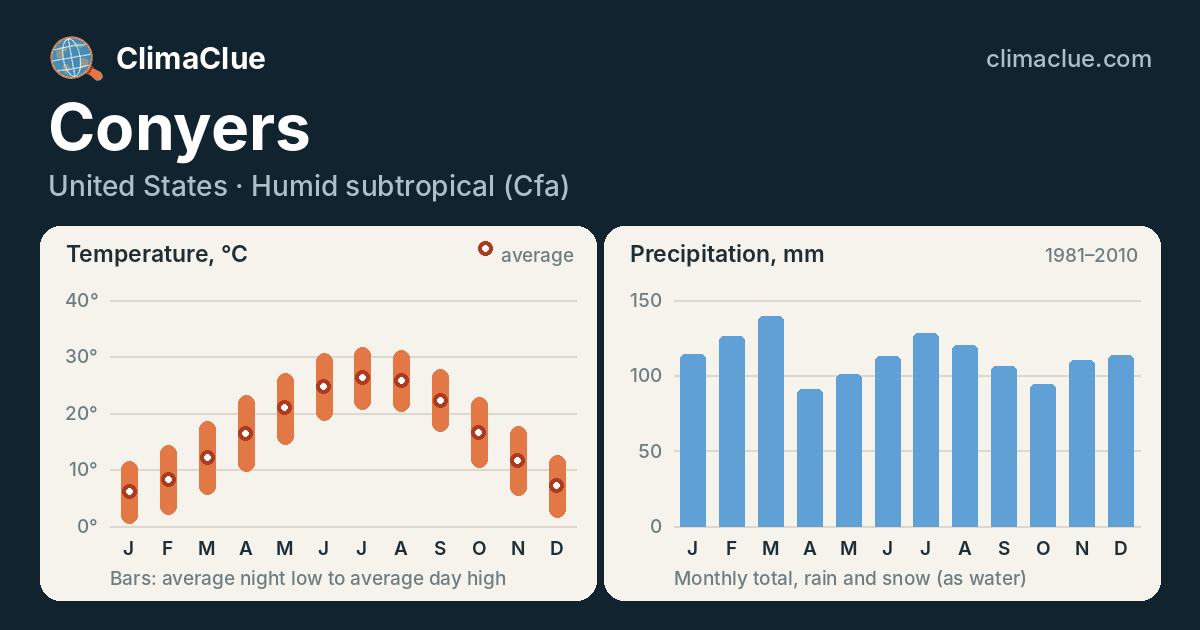 ClimaClue
climaclue.com
Conyers
United States · Humid subtropical (Cfa)
Temperature, °C
average
40°
30°
20°
10°
0°
J F M A M J J A S O N D
Bars: average night low to average day high
Precipitation, mm
1981–2010
150
100
50
0
J F M A M J J A S O N D
Monthly total, rain and snow (as water)